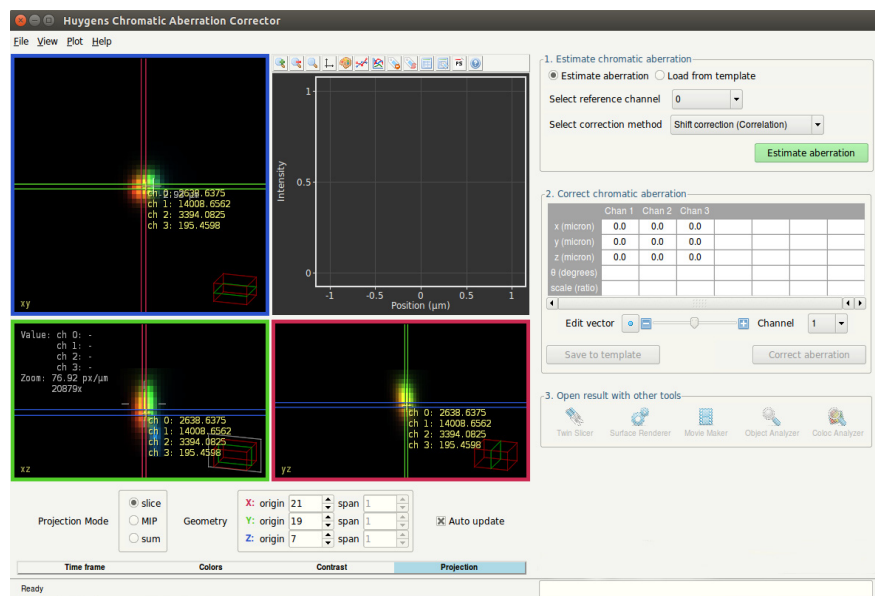 Huygens Chromatic Aberration Corrector
File View Plot Help
ch 0: 2638.6375
ch 1: 14008.6562
ch 2: 3394.0825
ch 3: 195.4598
xy
Intensity
1
0.5
0
-1 -0.5 0 0.5 1
Position (µm)
F5
Value: ch 0: -
ch 1: -
ch 2: -
ch 3: -
Zoom: 76.92 px/µm
20879x
ch 0: 2638.6375
ch 1: 14008.6562
ch 2: 3394.0825
ch 3: 195.4598
xz
ch 0: 2638.6375
ch 1: 14008.6562
ch 2: 3394.0825
ch 3: 195.4598
yz
Projection Mode
slice
MIP
sum
Geometry
X: origin 21 span 1
Y: origin 19 span 1
Z: origin 7 span 1
Auto update
Time frame Colors Contrast Projection
Ready
1. Estimate chromatic aberration
Estimate aberration Load from template
Select reference channel 0
Select correction method Shift correction (Correlation)
Estimate aberration
2. Correct chromatic aberration
Chan 1 Chan 2 Chan 3
x (micron) 0.0 0.0 0.0
y (micron) 0.0 0.0 0.0
z (micron) 0.0 0.0 0.0
θ (degrees)
scale (ratio)
Edit vector Channel 1
Save to template Correct aberration
3. Open result with other tools
Twin Slicer Surface Renderer Movie Maker Object Analyzer Coloc Analyzer